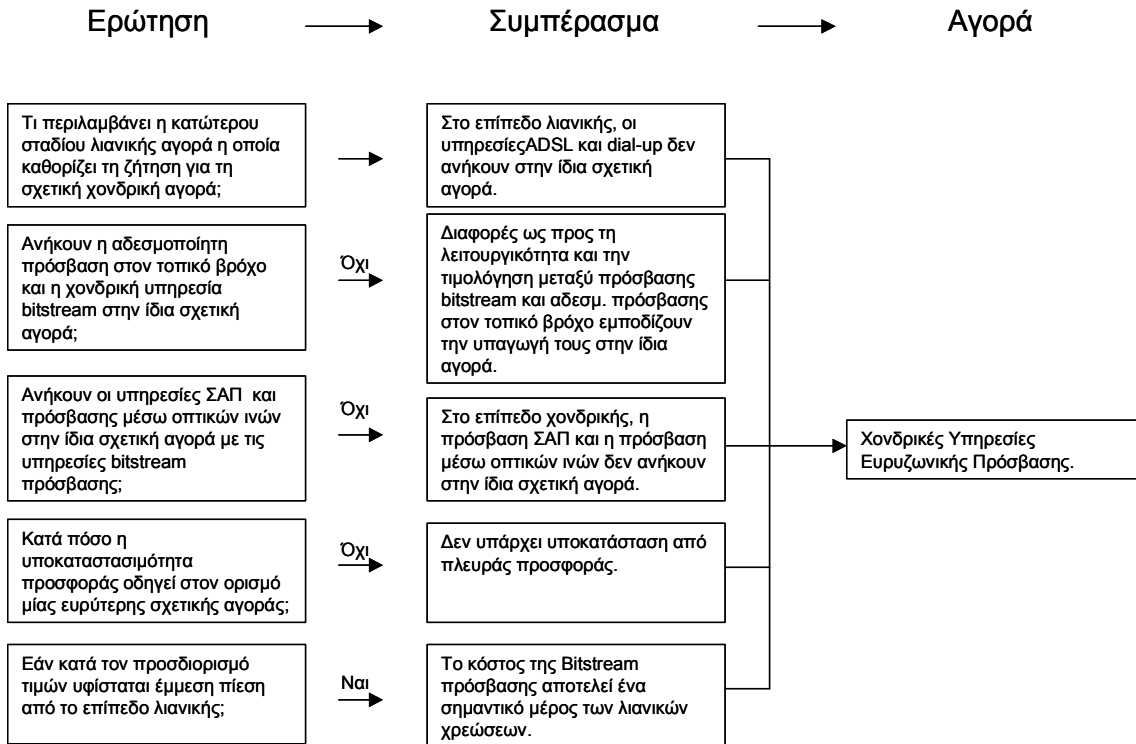 Ερώτηση
Συμπέρασμα
Αγορά
Τι περιλαμβάνει η κατώτερου
σταδίου λιανικής αγορά η οποία
καθορίζει τη ζήτηση για τη
σχετική χονδρική αγορά;
Στο επίπεδο λιανικής, οι
υπηρεσίεςADSL και dial-up δεν
ανήκουν στην ίδια σχετική
αγορά.
Ανήκουν η αδεσμοποίητη
πρόσβαση στον τοπικό βρόχο
και η χονδρική υπηρεσία
bitstream στην ίδια σχετική
αγορά;
Όχι
Διαφορές ως προς τη
λειτουργικότητα και την
τιμολόγηση μεταξύ πρόσβασης
bitstream και αδεσμ. πρόσβασης
στον τοπικό βρόχο εμποδίζουν
την υπαγωγή τους στην ίδια
αγορά.
Ανήκουν οι υπηρεσίες ΣΑΠ και
πρόσβασης μέσω οπτικών ινών
στην ίδια σχετική αγορά με τις
υπηρεσίες bitstream
πρόσβασης;
Όχι
Στο επίπεδο χονδρικής, η
πρόσβαση ΣΑΠ και η πρόσβαση
μέσω οπτικών ινών δεν ανήκουν
στην ίδια σχετική αγορά.
Χονδρικές Υπηρεσίες
Ευρυζωνικής Πρόσβασης.
Κατά πόσο η
υποκαταστασιμότητα
προσφοράς οδηγεί στον ορισμό
μίας ευρύτερης σχετικής αγοράς;
Όχι
Δεν υπάρχει υποκατάσταση από
πλευράς προσφοράς.
Εάν κατά τον προσδιορισμό
τιμών υφίσταται έμμεση πίεση
από το επίπεδο λιανικής;
Ναι
Το κόστος της Bitstream
πρόσβασης αποτελεί ένα
σημαντικό μέρος των λιανικών
χρεώσεων.